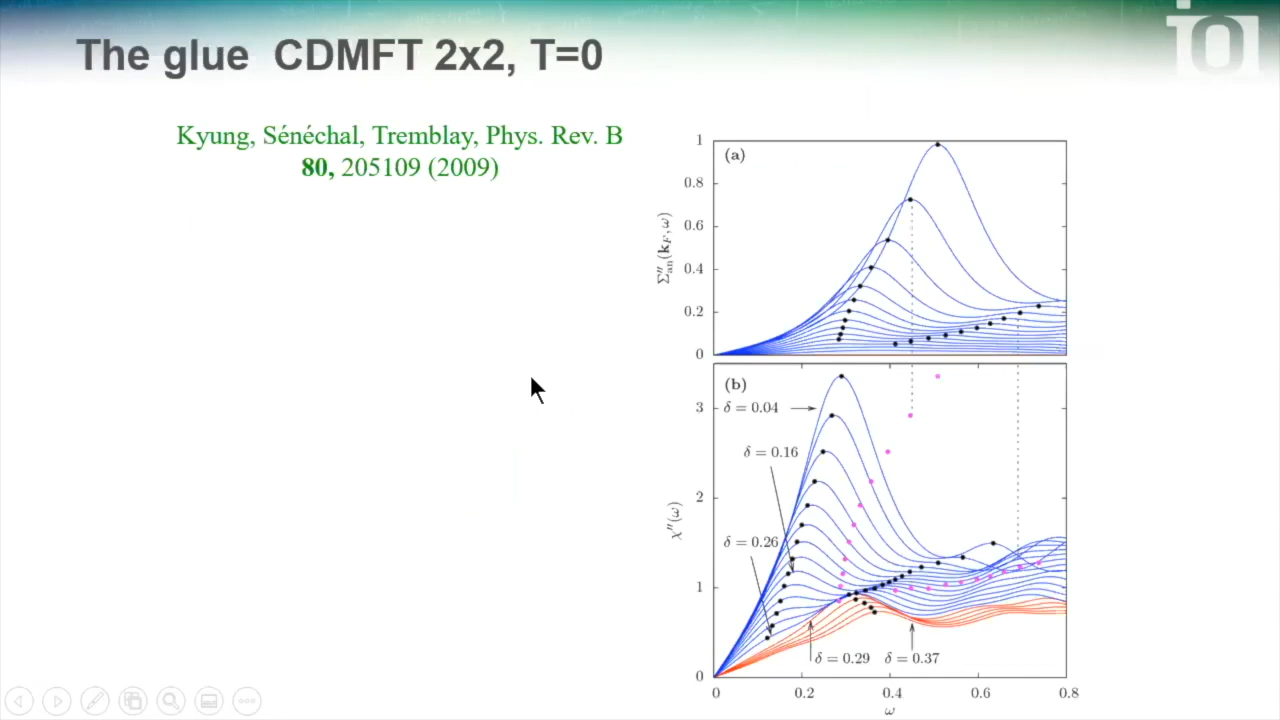 The glue CDMFT 2x2, T=0
Kyung, Sénéchal, Tremblay, Phys. Rev. B
80, 205109 (2009)
(a)
1
0.8
0.6
0.4
0.2
0
Σ″an(kF, ω)
(b)
δ = 0.04
δ = 0.16
δ = 0.26
δ = 0.29
δ = 0.37
3
2
1
0
χ″(ω)
0 0.2 0.4 0.6 0.8
ω